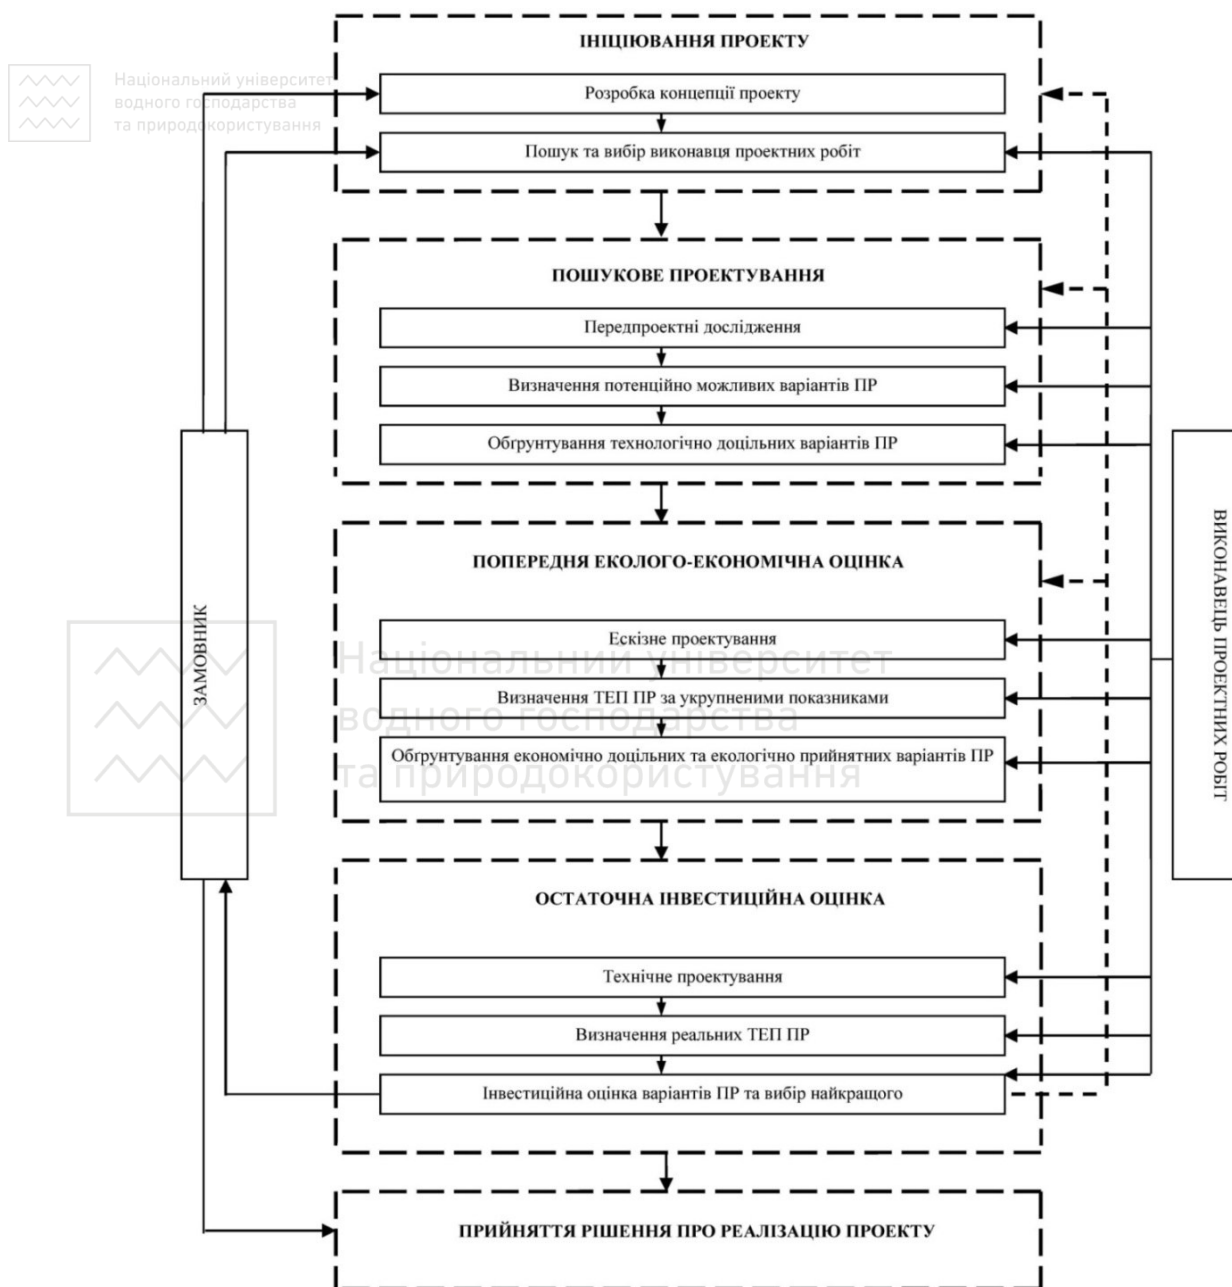 ІНІЦІЮВАННЯ ПРОЕКТУ
Національний університет
водного господарства
та природокористування
Розробка концепції проекту
Пошук та вибір виконавця проектних робіт
ПОШУКОВЕ ПРОЕКТУВАННЯ
Передпроектні дослідження
Визначення потенційно можливих варіантів ПР
Обґрунтування технологічно доцільних варіантів ПР
ЗАМОВНИК
ВИКОНАВЕЦЬ ПРОЕКТНИХ РОБІТ
ПОПЕРЕДНЯ ЕКОЛОГО-ЕКОНОМІЧНА ОЦІНКА
Ескізне проектування
Національний університет
Визначення ТЕП ПР за укрупненими показниками
водного господарства
Обґрунтування економічно доцільних та екологічно прийнятних варіантів ПР
та природокористування
ОСТАТОЧНА ІНВЕСТИЦІЙНА ОЦІНКА
Технічне проектування
Визначення реальних ТЕП ПР
Інвестиційна оцінка варіантів ПР та вибір найкращого
ПРИЙНЯТТЯ РІШЕННЯ ПРО РЕАЛІЗАЦІЮ ПРОЕКТУ